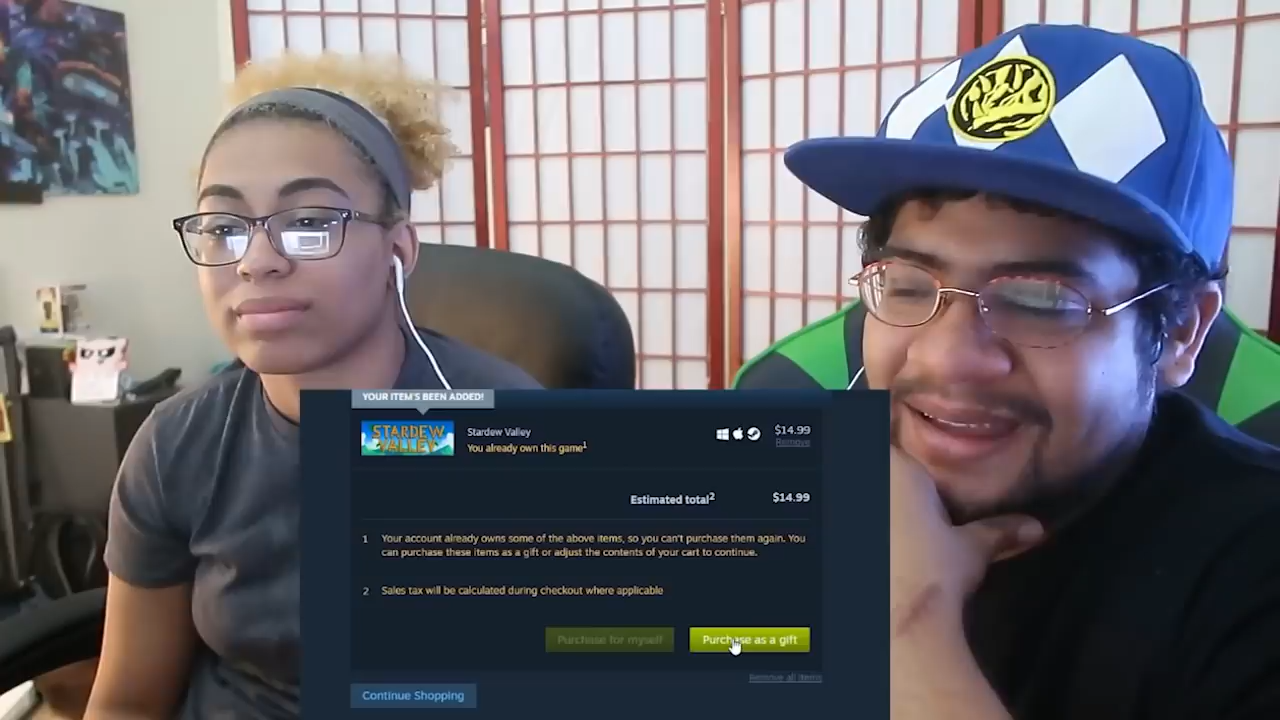 YOUR ITEM'S BEEN ADDED!
STARDEW VALLEY
Stardew Valley
$14.99
You already own this game1
Remove
Estimated total2
$14.99
1 Your account already owns some of the above items, so you can't purchase them again. You
can purchase these items as a gift or adjust the contents of your cart to continue.
2 Sales tax will be calculated during checkout where applicable
Purchase for myself
Purchase as a gift
Remove all items
Continue Shopping